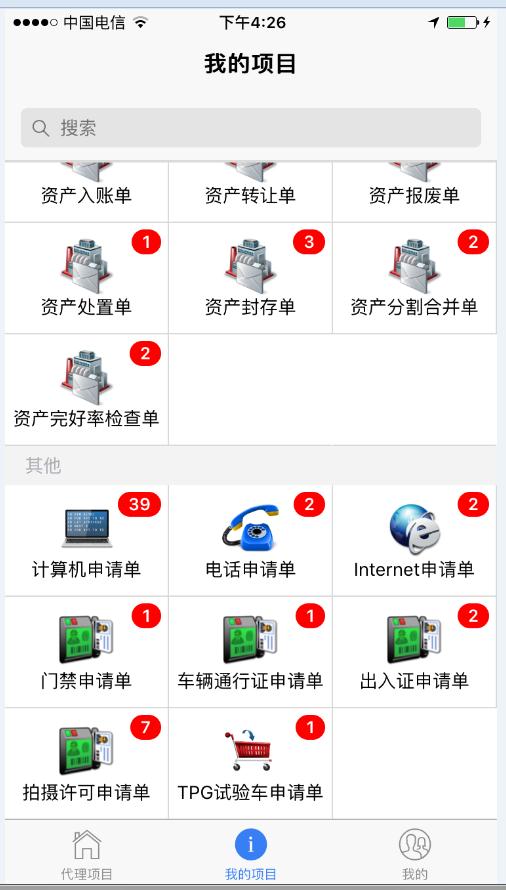 中国电信 下午4:26
我的项目
搜索
资产入账单 资产转让单 资产报废单
1 3 2
资产处置单 资产封存单 资产分割合并单
2
资产完好率检查单
其他
39 2 2
计算机申请单 电话申请单 Internet申请单
1 1 2
门禁申请单 车辆通行证申请单 出入证申请单
7 1
拍摄许可申请单 TPG试验车申请单
代理项目 我的项目 我的